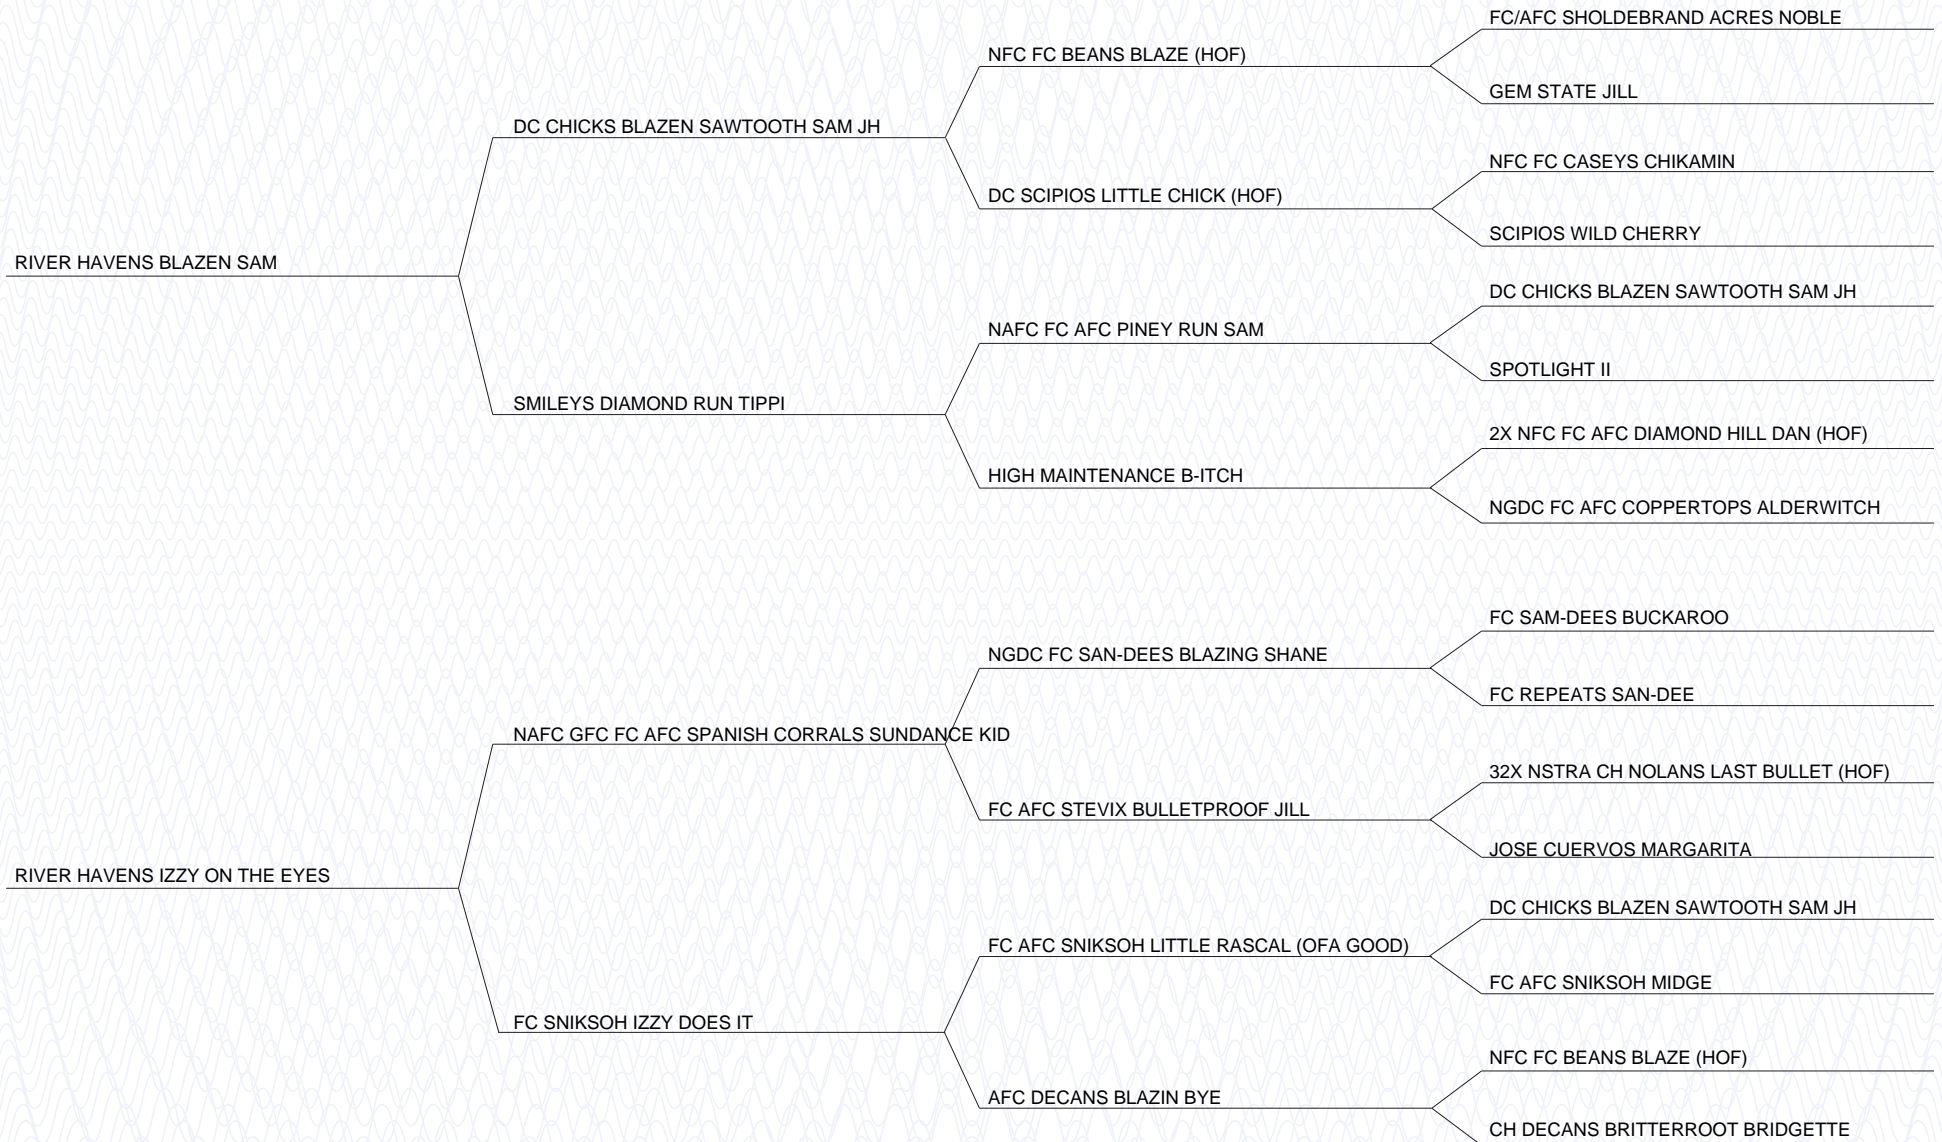 FC/AFC SHOLDEBRAND ACRES NOBLE
NFC FC BEANS BLAZE (HOF)
GEM STATE JILL
DC CHICKS BLAZEN SAWTOOTH SAM JH
NFC FC CASEYS CHIKAMIN
DC SCIPIOS LITTLE CHICK (HOF)
SCIPIOS WILD CHERRY
RIVER HAVENS BLAZEN SAM
DC CHICKS BLAZEN SAWTOOTH SAM JH
NAFC FC AFC PINEY RUN SAM
SPOTLIGHT II
SMILEYS DIAMOND RUN TIPPI
2X NFC FC AFC DIAMOND HILL DAN (HOF)
HIGH MAINTENANCE B-ITCH
NGDC FC AFC COPPERTOPS ALDERWITCH
FC SAM-DEES BUCKAROO
NGDC FC SAN-DEES BLAZING SHANE
FC REPEATS SAN-DEE
NAFC GFC FC AFC SPANISH CORRALS SUNDANCE KID
32X NSTRA CH NOLANS LAST BULLET (HOF)
FC AFC STEVIX BULLETPROOF JILL
JOSE CUERVOS MARGARITA
RIVER HAVENS IZZY ON THE EYES
DC CHICKS BLAZEN SAWTOOTH SAM JH
FC AFC SNIKSOH LITTLE RASCAL (OFA GOOD)
FC AFC SNIKSOH MIDGE
FC SNIKSOH IZZY DOES IT
NFC FC BEANS BLAZE (HOF)
AFC DECANS BLAZIN BYE
CH DECANS BRITTERROOT BRIDGETTE